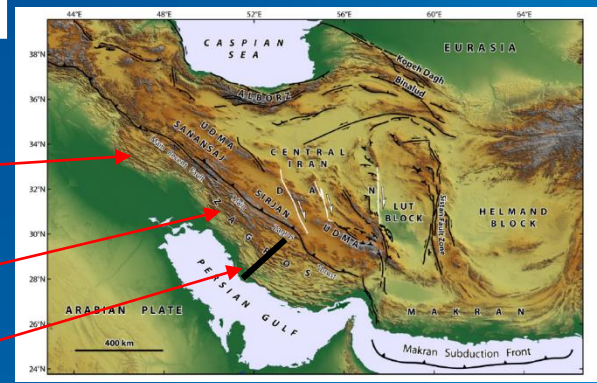 48°E
52°E
56°E
60°E
64°E
38°N
36°N
34°N
32°N
30°N
28°N
26°N
24°N
CASPIAN
SEA
EURASIA
Kopeh Dagh
Binalud
ALBORZ
UDMA
SANANDAJ
CENTRAL
IRAN
Main
Fault
SIRJAN
D A N
LUT
BLOCK
Sistan Fault Zone
HELMAND
BLOCK
ZAGROS
UDMA
PERSIAN GULF
ARABIAN PLATE
MAKRAN
400 km
Makran Subduction Front